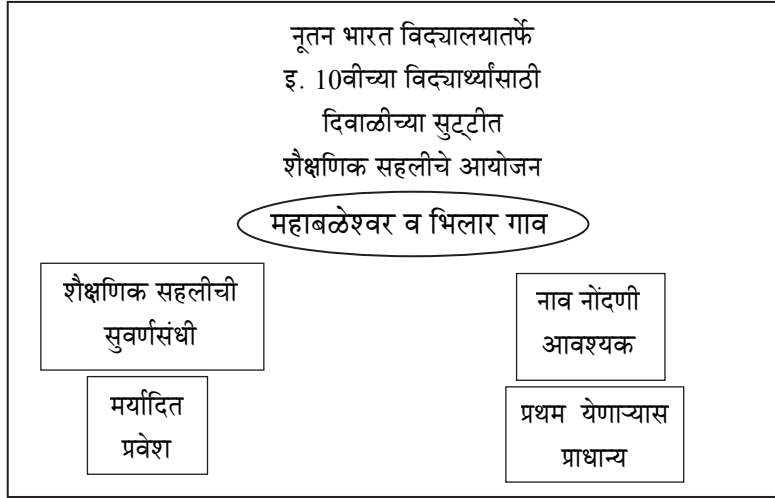 नूतन भारत विद्यालयातर्फे
इ. 10वीच्या विद्यार्थ्यांसाठी
दिवाळीच्या सुट्‌टीत
शैक्षणिक सहलीचे आयोजन
महाबळेश्वर व भिलार गाव
शैक्षणिक सहलीची
सुवर्णसंधी
नाव नोंदणी
आवश्यक
मर्यादित
प्रवेश
प्रथम येणाऱ्यास
प्राधान्य